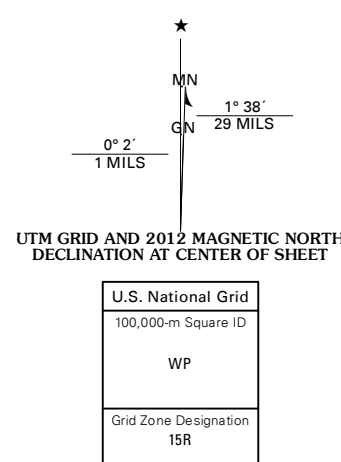 ★
MN
1° 38´
29 MILS
GN
0° 2´
1 MILS
UTM GRID AND 2012 MAGNETIC NORTH
DECLINATION AT CENTER OF SHEET
U.S. National Grid
100,000-m Square ID
WP
Grid Zone Designation
15R